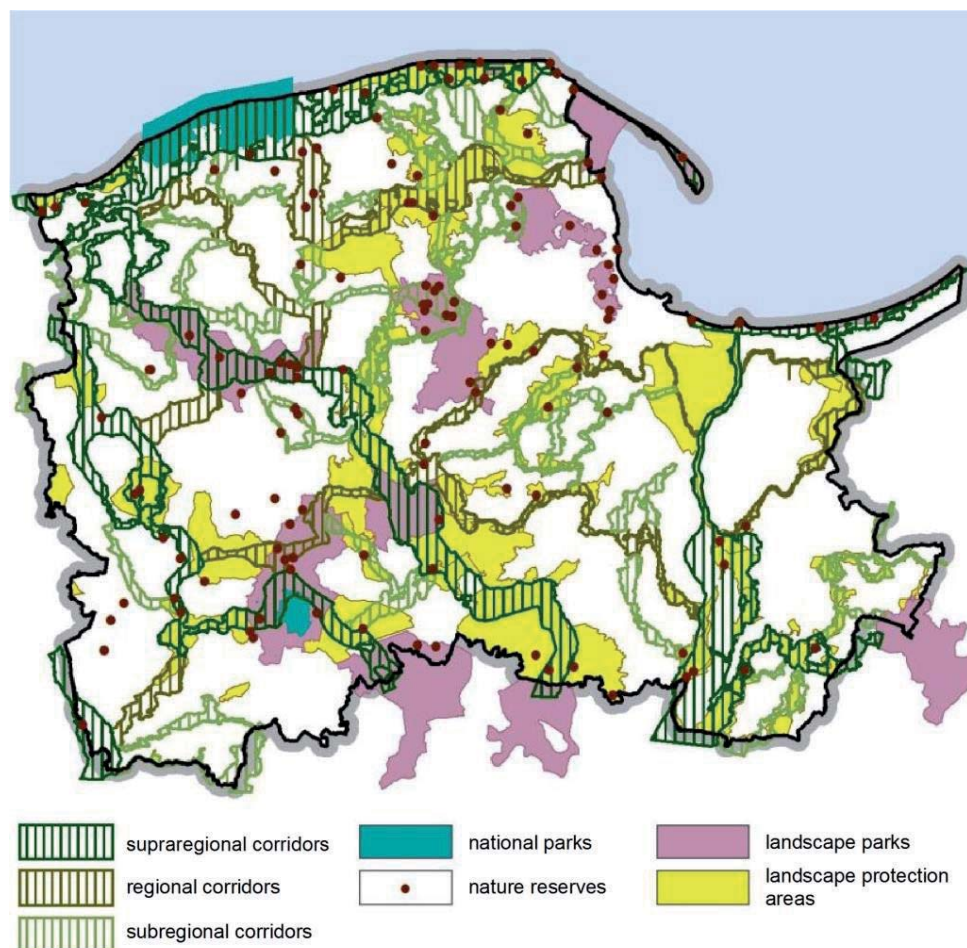 supraregional corridors
national parks
landscape parks
regional corridors
nature reserves
landscape protection
areas
subregional corridors